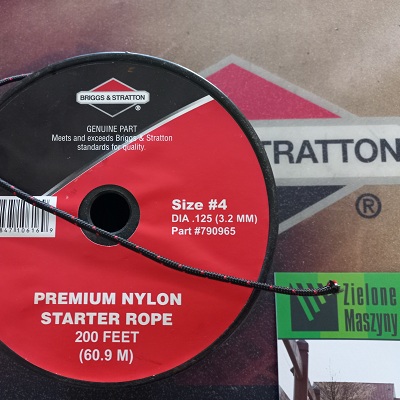 BRIGGS & STRATTON
®
GENUINE PART
Meets and exceeds Briggs & Stratton
standards for quality.
Size #4
DIA .125 (3.2 MM)
Part #790965
PREMIUM NYLON
STARTER ROPE
200 FEET
(60.9 M)
TRATTON
®
Zielone
Maszyny